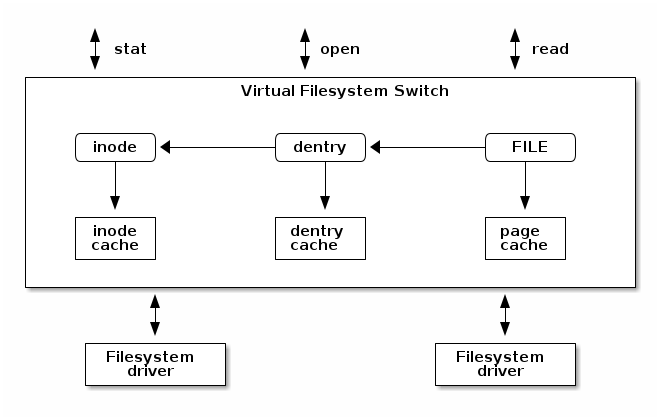 stat
open
read
Virtual Filesystem Switch
inode
dentry
FILE
inode
cache
dentry
cache
page
cache
Filesystem
driver
Filesystem
driver